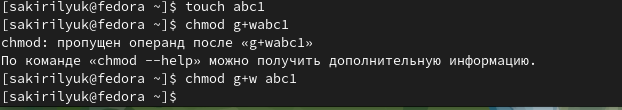 [sakirilyuk@fedora ~]$ touch abc1
[sakirilyuk@fedora ~]$ chmod g+wabc1
chmod: пропущен операнд после «g+wabc1»
По команде «chmod --help» можно получить дополнительную информацию.
[sakirilyuk@fedora ~]$ chmod g+w abc1
[sakirilyuk@fedora ~]$